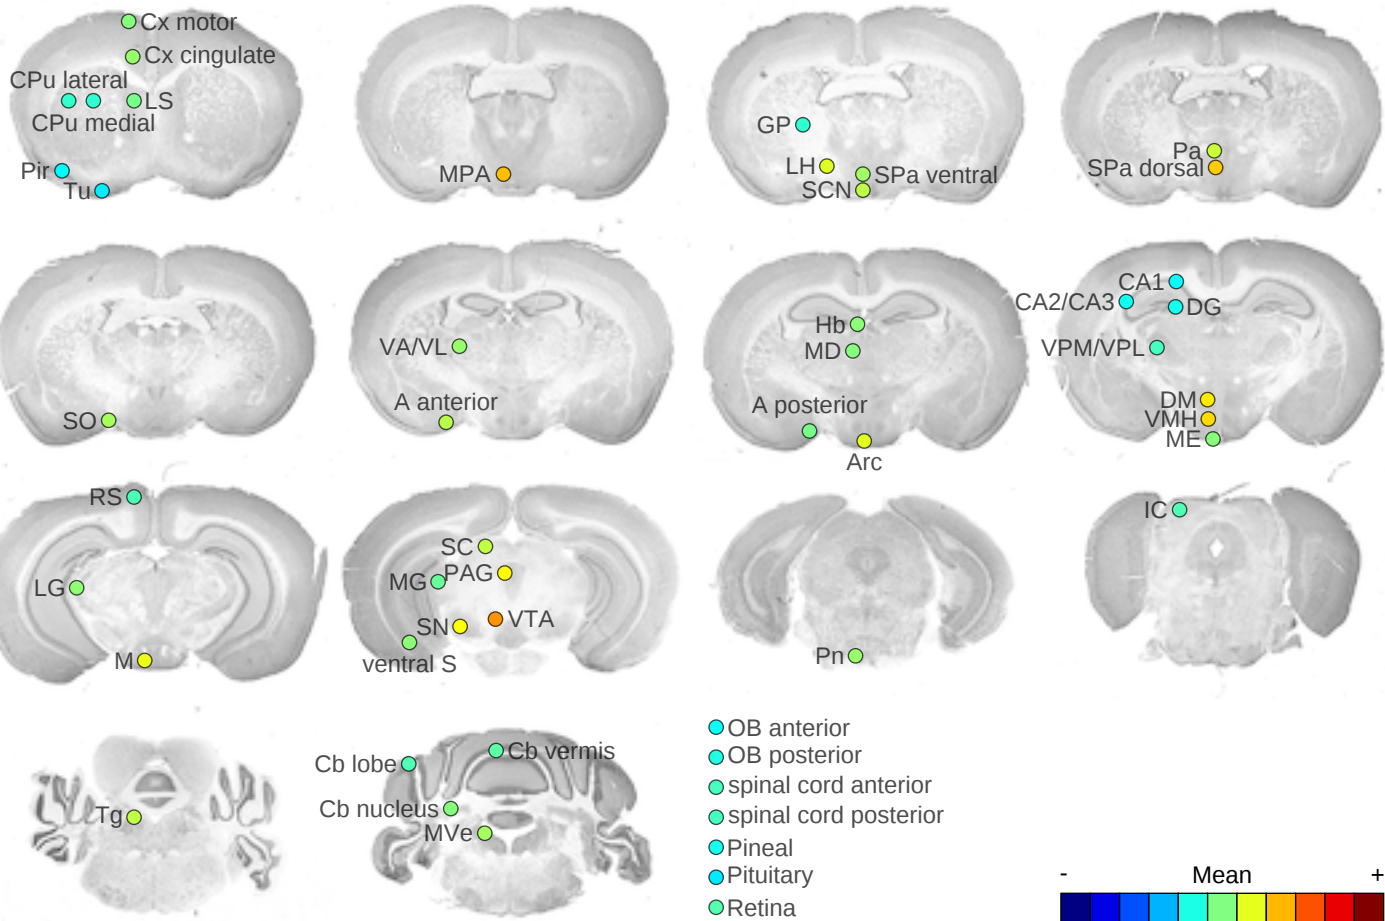 Cx motor
Cx cingulate
CPu lateral
LS
CPu medial
Pir
Tu
MPA
GP
LH
SPa ventral
SCN
Pa
SPa dorsal
SO
VA/VL
A anterior
Hb
MD
A posterior
Arc
CA1
CA2/CA3
DG
VPM/VPL
DM
VMH
ME
RS
LG
M
SC
MG
PAG
SN
VTA
ventral S
Pn
IC
Tg
Cb lobe
Cb vermis
Cb nucleus
MVe
OB anterior
OB posterior
spinal cord anterior
spinal cord posterior
Pineal
Pituitary
Retina
- Mean +